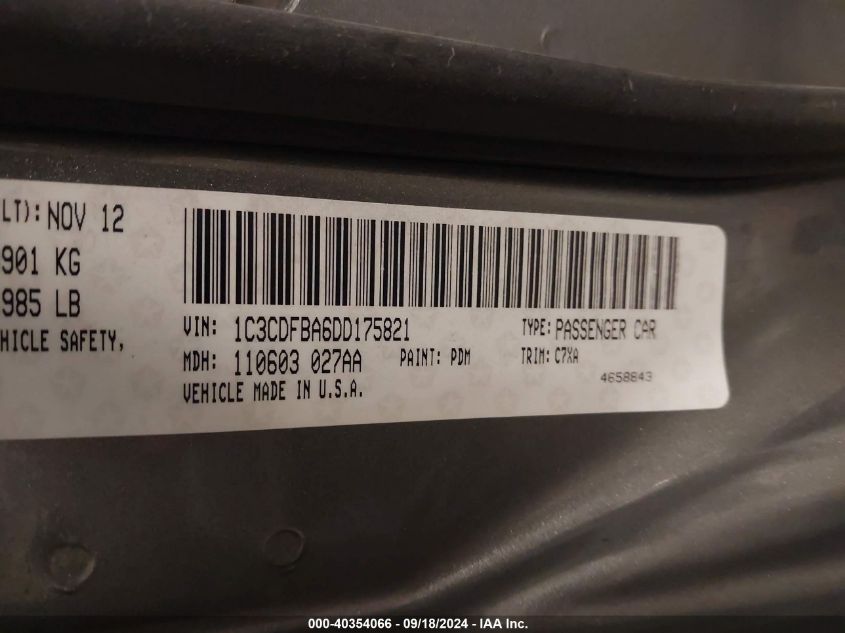 LT): NOV 12
901 KG
985 LB
HICLE SAFETY,
VIN: 1C3CDFBA6DD175821
TYPE: PASSENGER CAR
MDH: 110603 027AA
PAINT: PDM
TRIM: C7XA
VEHICLE MADE IN U.S.A.
4658843
000-40354066 - 09/18/2024 - IAA Inc.